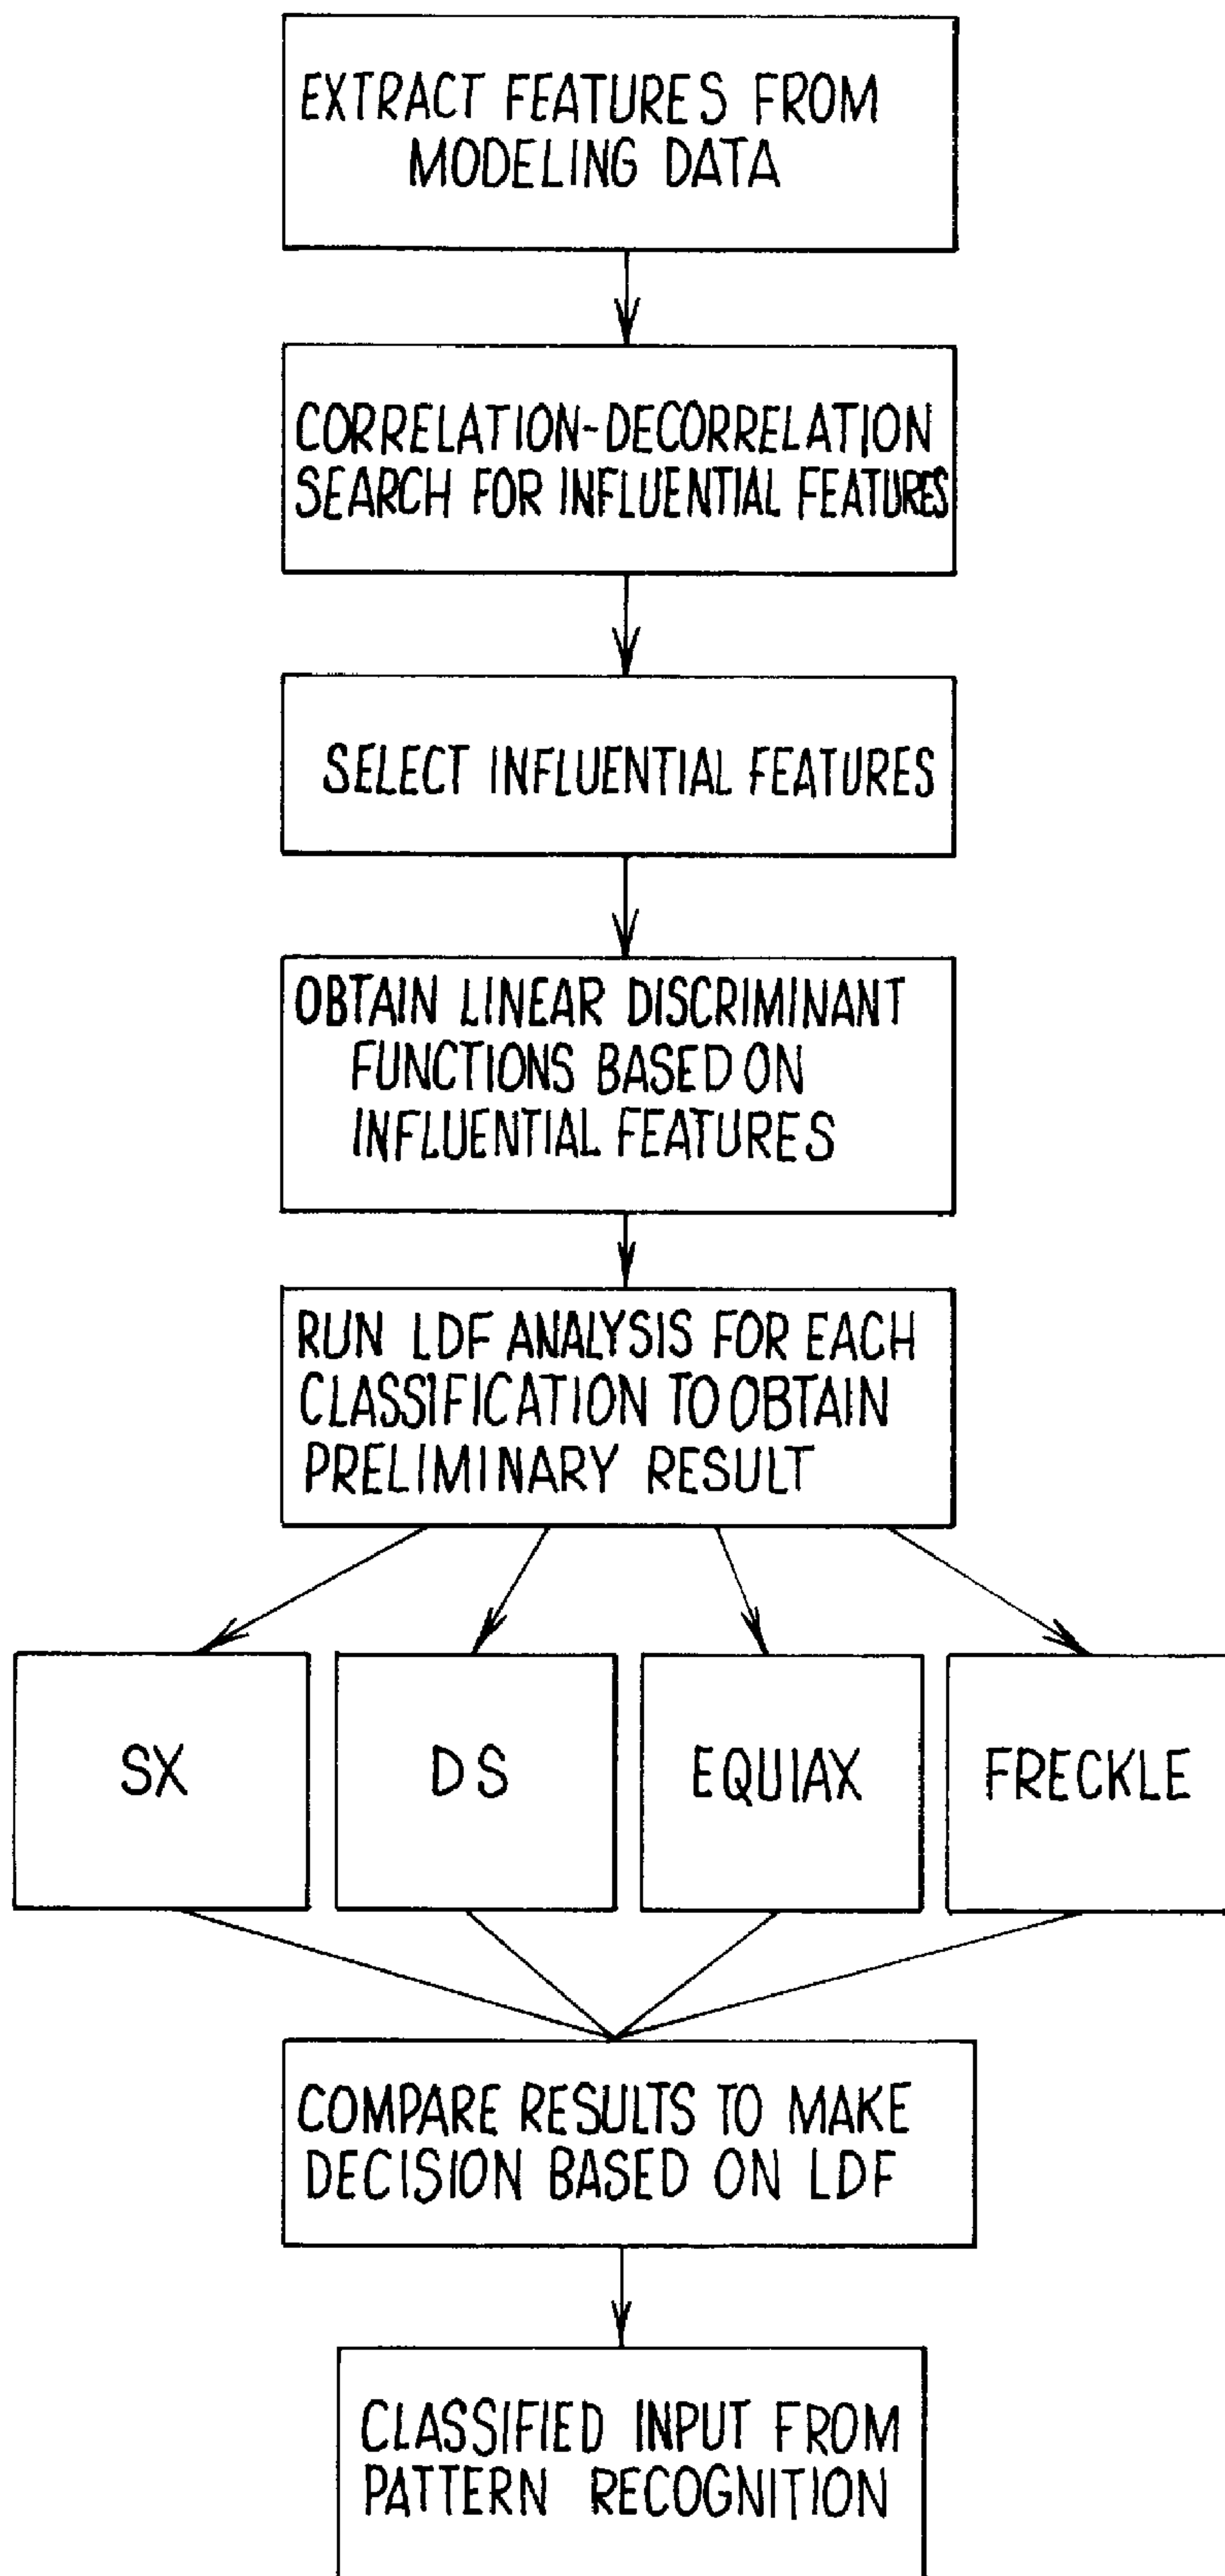 EXTRACT FEATURES FROM
MODELING DATA
CORRELATION-DECORRELATION
SEARCH FOR INFLUENTIAL FEATURES
SELECT INFLUENTIAL FEATURES
OBTAIN LINEAR DISCRIMINANT
FUNCTIONS BASED ON
INFLUENTIAL FEATURES
RUN LDF ANALYSIS FOR EACH
CLASSIFICATION TO OBTAIN
PRELIMINARY RESULT
SX
DS
EQUIAX
FRECKLE
COMPARE RESULTS TO MAKE
DECISION BASED ON LDF
CLASSIFIED INPUT FROM
PATTERN RECOGNITION